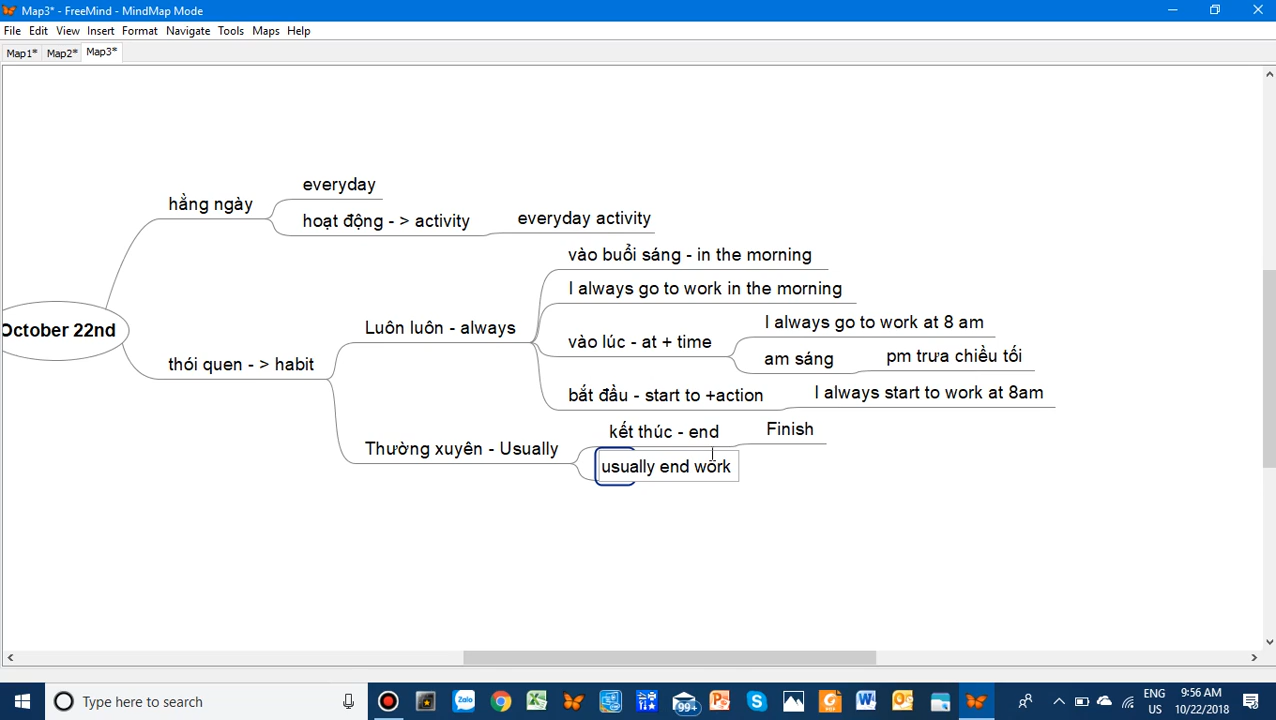 Map3* - FreeMind - MindMap Mode
File Edit View Insert Format Navigate Tools Maps Help
Map1* Map2* Map3*
everyday
hằng ngày
hoạt động - > activity
everyday activity
vào buổi sáng - in the morning
I always go to work in the morning
October 22nd
Luôn luôn - always
vào lúc - at + time
I always go to work at 8 am
am sáng
pm trưa chiều tối
thói quen - > habit
bắt đầu - start to +action
I always start to work at 8am
Thường xuyên - Usually
kết thúc - end
Finish
usually end work
Type here to search
99+
Zalo
ENG
US
9:56 AM
10/22/2018